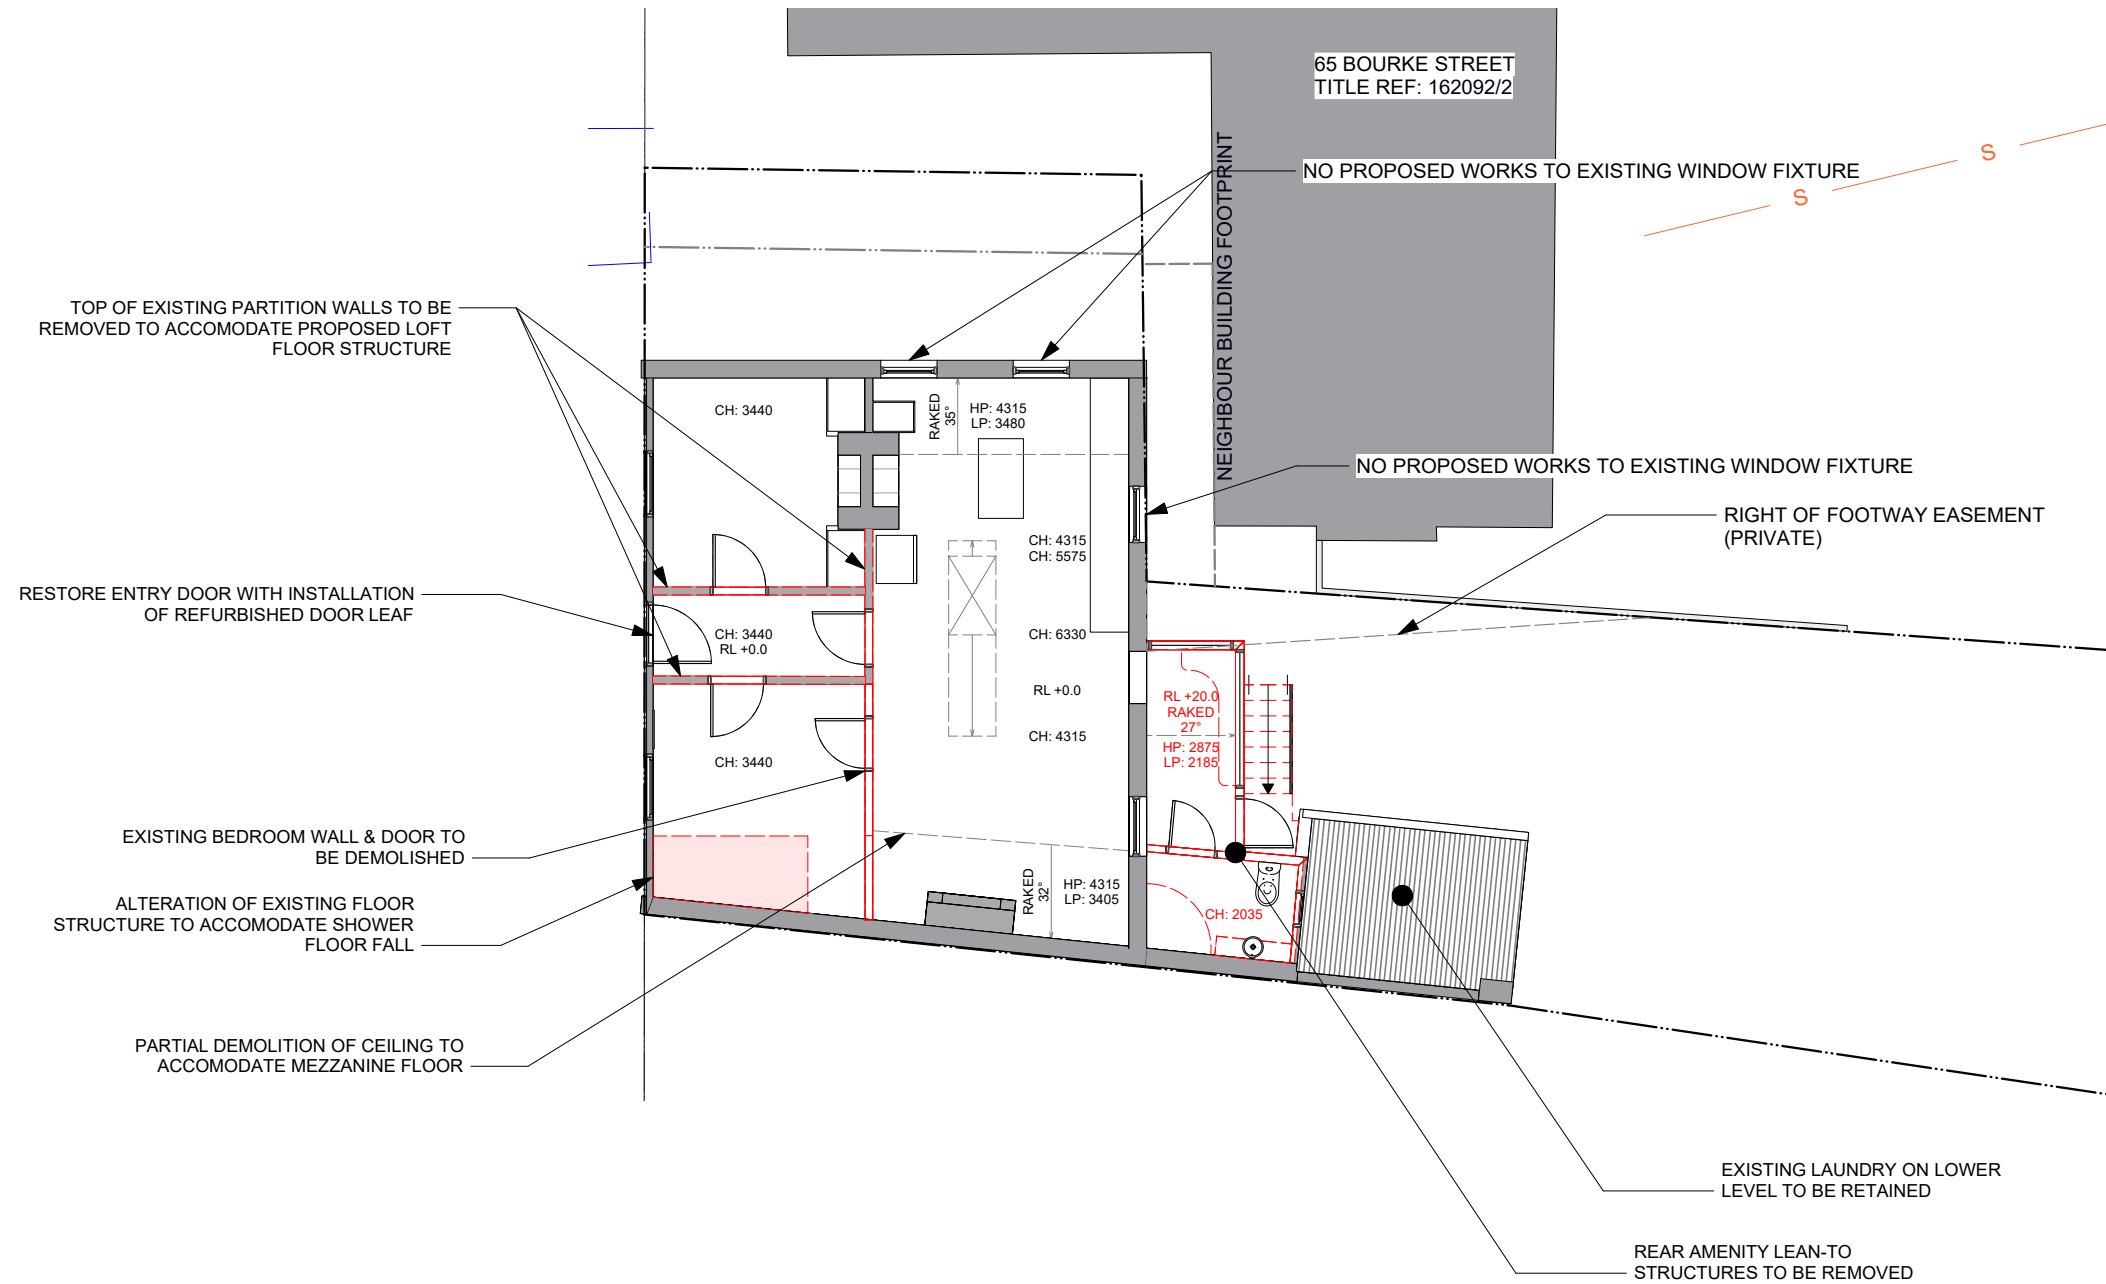 65 BOURKE STREET
TITLE REF: 162092/2
S
S
NEIGHBOUR BUILDING FOOTPRINT
NO PROPOSED WORKS TO EXISTING WINDOW FIXTURE
TOP OF EXISTING PARTITION WALLS TO BE
REMOVED TO ACCOMODATE PROPOSED LOFT
FLOOR STRUCTURE
CH: 3440
RAKED
35°
HP: 4315
LP: 3480
NO PROPOSED WORKS TO EXISTING WINDOW FIXTURE
RIGHT OF FOOTWAY EASEMENT
(PRIVATE)
CH: 4315
CH: 5575
RESTORE ENTRY DOOR WITH INSTALLATION
OF REFURBISHED DOOR LEAF
CH: 3440
RL +0.0
CH: 6330
RL +0.0
CH: 4315
RL +20.0
RAKED
27°
HP: 2875
LP: 2185
CH: 3440
EXISTING BEDROOM WALL & DOOR TO
BE DEMOLISHED
ALTERATION OF EXISTING FLOOR
STRUCTURE TO ACCOMODATE SHOWER
FLOOR FALL
RAKED
32°
HP: 4315
LP: 3405
CH: 2035
PARTIAL DEMOLITION OF CEILING TO
ACCOMODATE MEZZANINE FLOOR
EXISTING LAUNDRY ON LOWER
LEVEL TO BE RETAINED
REAR AMENITY LEAN-TO
STRUCTURES TO BE REMOVED